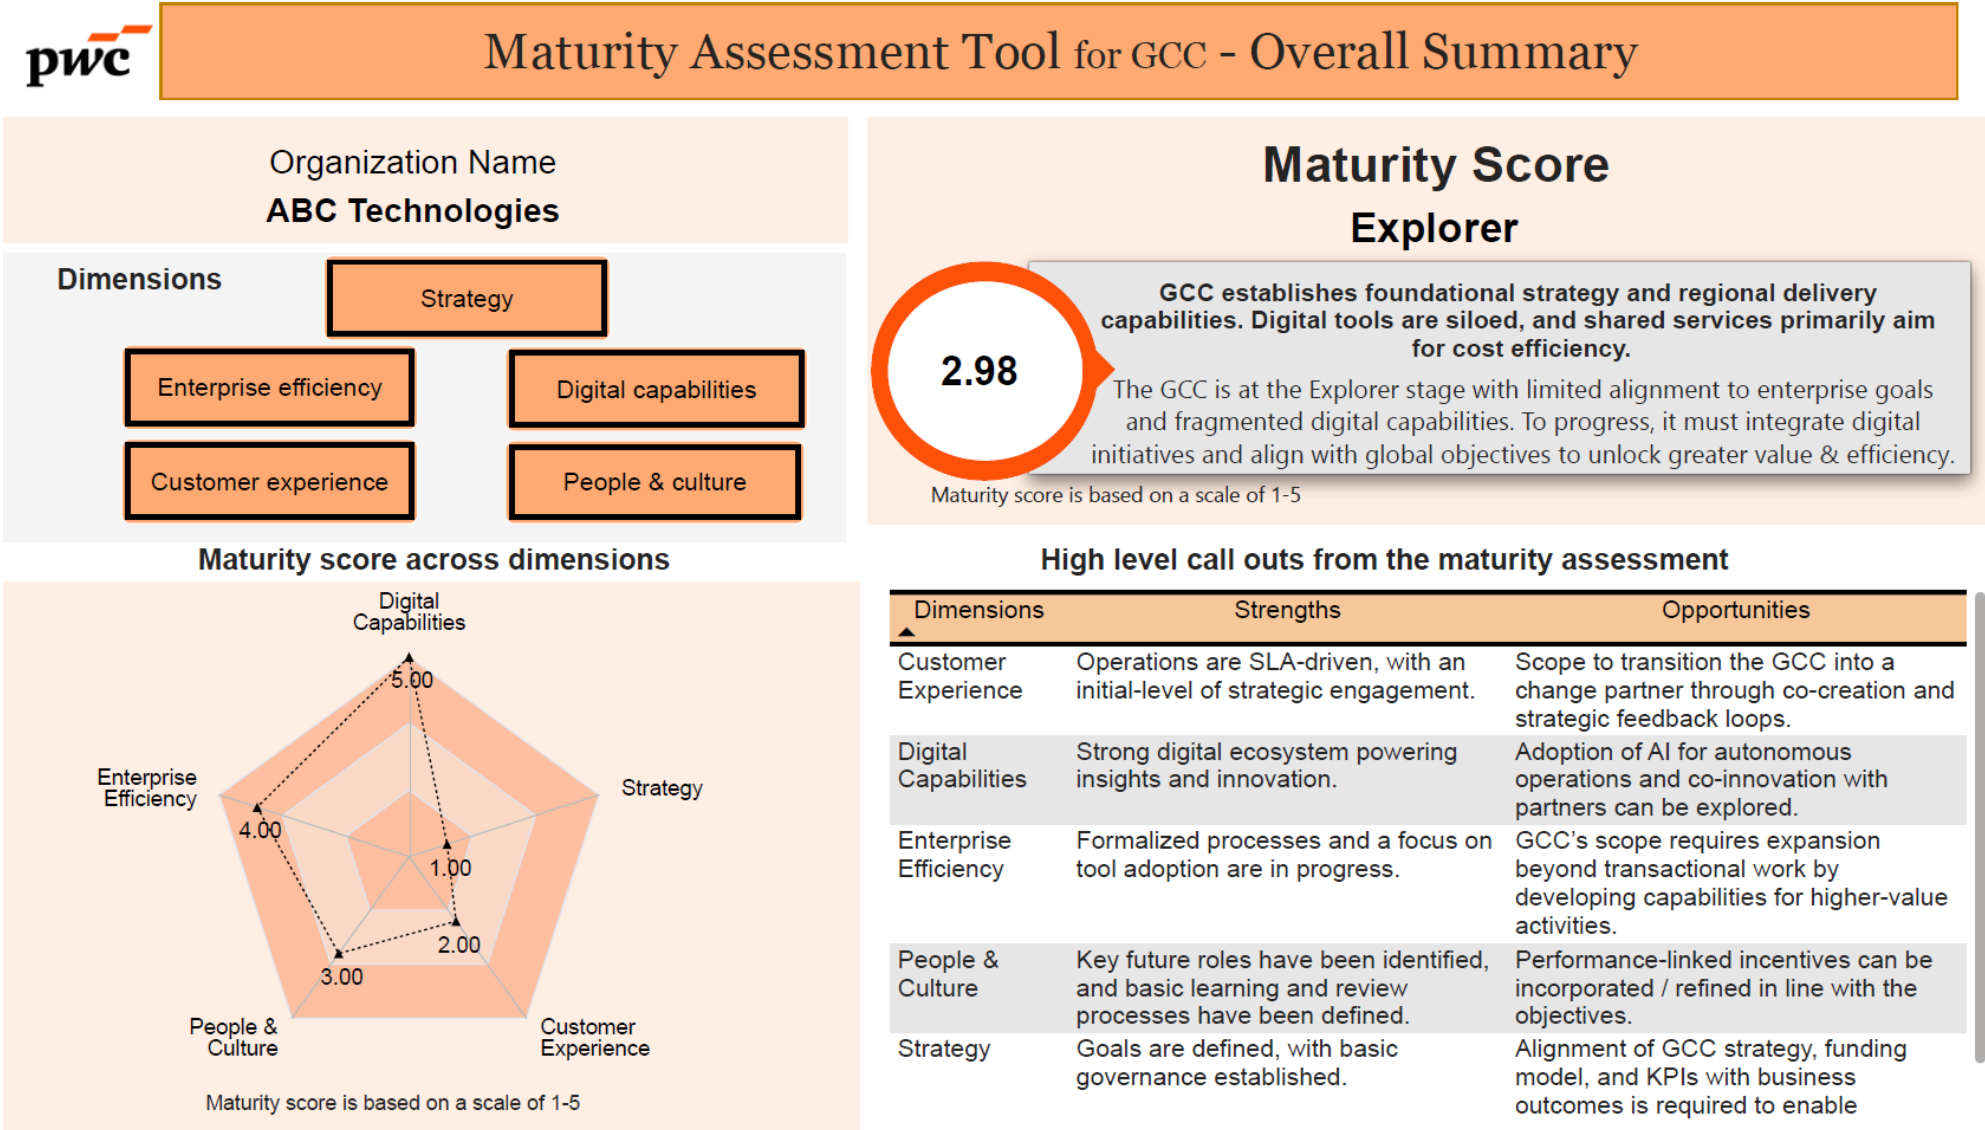 pwc
Maturity Assessment Tool for GCC - Overall Summary
Organization Name
ABC Technologies
Dimensions
Strategy
Enterprise efficiency
Digital capabilities
Customer experience
People & culture
Maturity Score
Explorer
2.98
GCC establishes foundational strategy and regional delivery
capabilities. Digital tools are siloed, and shared services primarily aim
for cost efficiency.
The GCC is at the Explorer stage with limited alignment to enterprise goals
and fragmented digital capabilities. To progress, it must integrate digital
initiatives and align with global objectives to unlock greater value & efficiency.
Maturity score is based on a scale of 1-5
Maturity score across dimensions
Digital
Capabilities
5.00
Enterprise
Efficiency
4.00
Strategy
1.00
2.00
3.00
People &
Culture
Customer
Experience
Maturity score is based on a scale of 1-5
High level call outs from the maturity assessment
Dimensions Strengths Opportunities
Customer Experience
Operations are SLA-driven, with an
initial-level of strategic engagement.
Scope to transition the GCC into a
change partner through co-creation and
strategic feedback loops.
Digital
Capabilities
Strong digital ecosystem powering
insights and innovation.
Adoption of AI for autonomous
operations and co-innovation with
partners can be explored.
Enterprise
Efficiency
Formalized processes and a focus on
tool adoption are in progress.
GCC's scope requires expansion
beyond transactional work by
developing capabilities for higher-value
activities.
People &
Culture
Key future roles have been identified,
and basic learning and review
processes have been defined.
Performance-linked incentives can be
incorporated / refined in line with the
objectives.
Strategy
Goals are defined, with basic
governance established.
Alignment of GCC strategy, funding
model, and KPIs with business
outcomes is required to enable